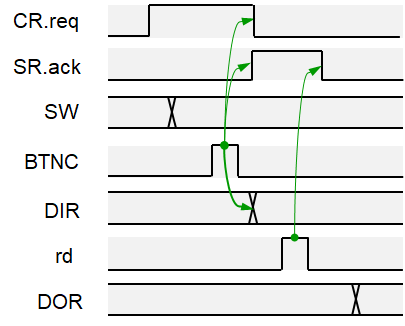 CR.req
SR.ack
SW
BTNC
DIR
rd
DOR